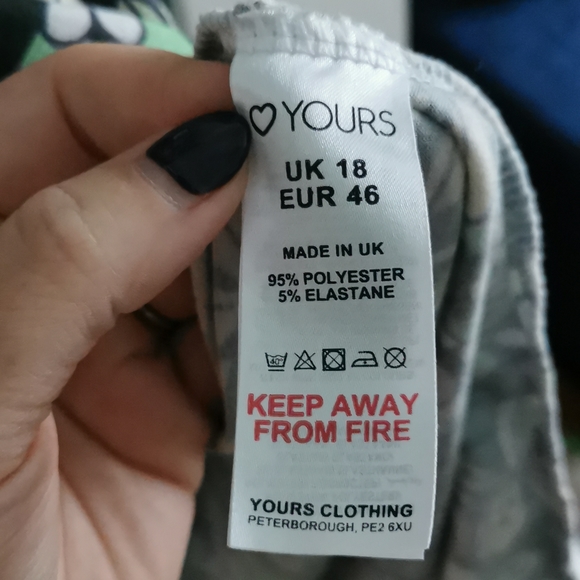 YOURS
UK 18
EUR 46
MADE IN UK
95% POLYESTER
5% ELASTANE
40°
KEEP AWAY
FROM FIRE
YOURS CLOTHING
PETERBOROUGH, PE2 6XU